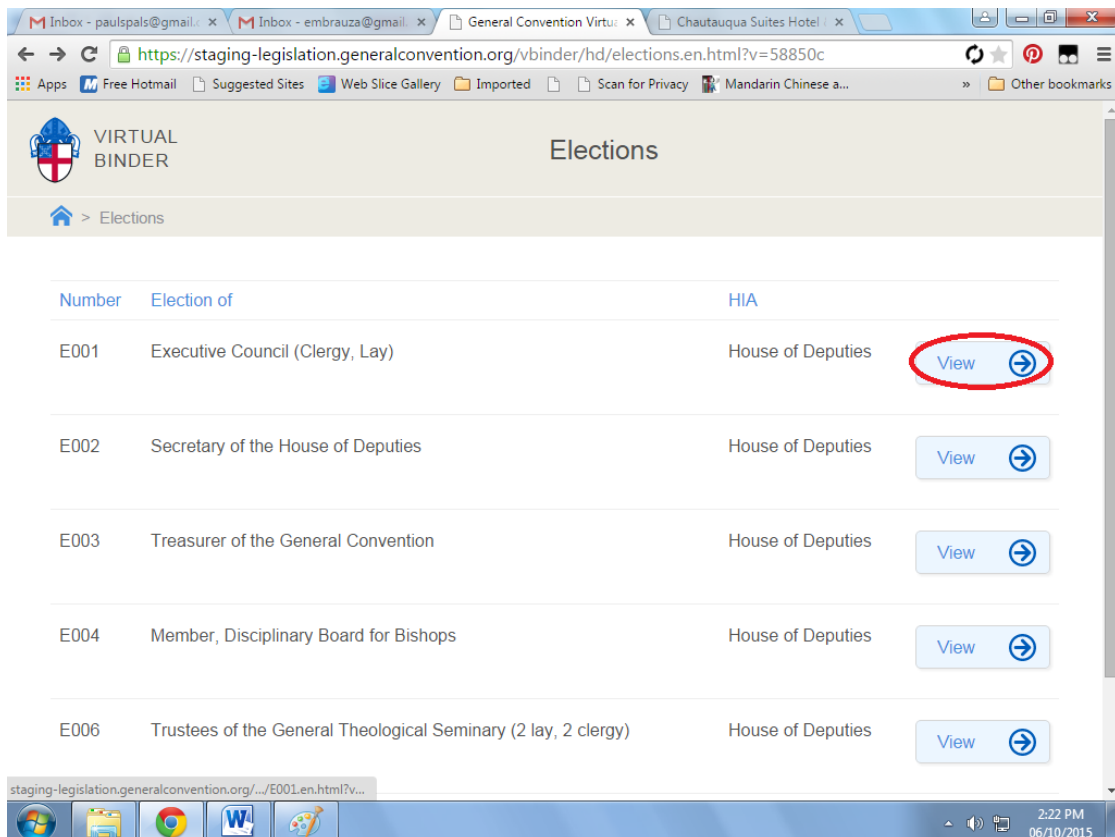 Inbox - paulspals@gmail.c
Inbox - embrauza@gmail.
General Convention Virtua
Chautauqua Suites Hotel &
https://staging-legislation.generalconvention.org/vbinder/hd/elections.en.html?v=58850c
Apps Free Hotmail Suggested Sites Web Slice Gallery Imported Scan for Privacy Mandarin Chinese a... » Other bookmarks
VIRTUAL
BINDER
Elections
> Elections
Number Election of HIA
E001 Executive Council (Clergy, Lay) House of Deputies View
E002 Secretary of the House of Deputies House of Deputies View
E003 Treasurer of the General Convention House of Deputies View
E004 Member, Disciplinary Board for Bishops House of Deputies View
E006 Trustees of the General Theological Seminary (2 lay, 2 clergy) House of Deputies View
staging-legislation.generalconvention.org/.../E001.en.html?v...
2:22 PM
06/10/2015